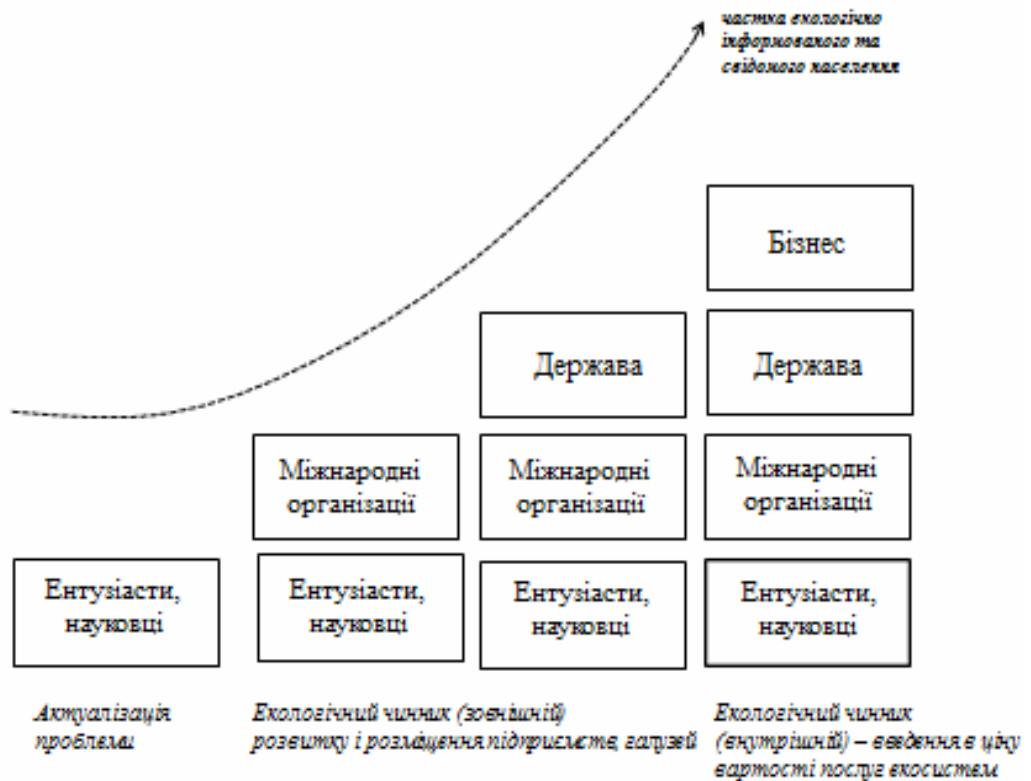 частка екологічно
інформованого та
свідомого населення
Бізнес
Держава
Держава
Міжнародні
організації
Міжнародні
організації
Міжнародні
організації
Ентузіасти,
науковці
Ентузіасти,
науковці
Ентузіасти,
науковці
Ентузіасти,
науковці
Актуалізація
проблеми
Екологічний чинник (зовнішній)
розвитку і розміщення підприємств, галузей
Екологічний чинник
(внутрішній) – введення в ціну
вартості послуг екосистем